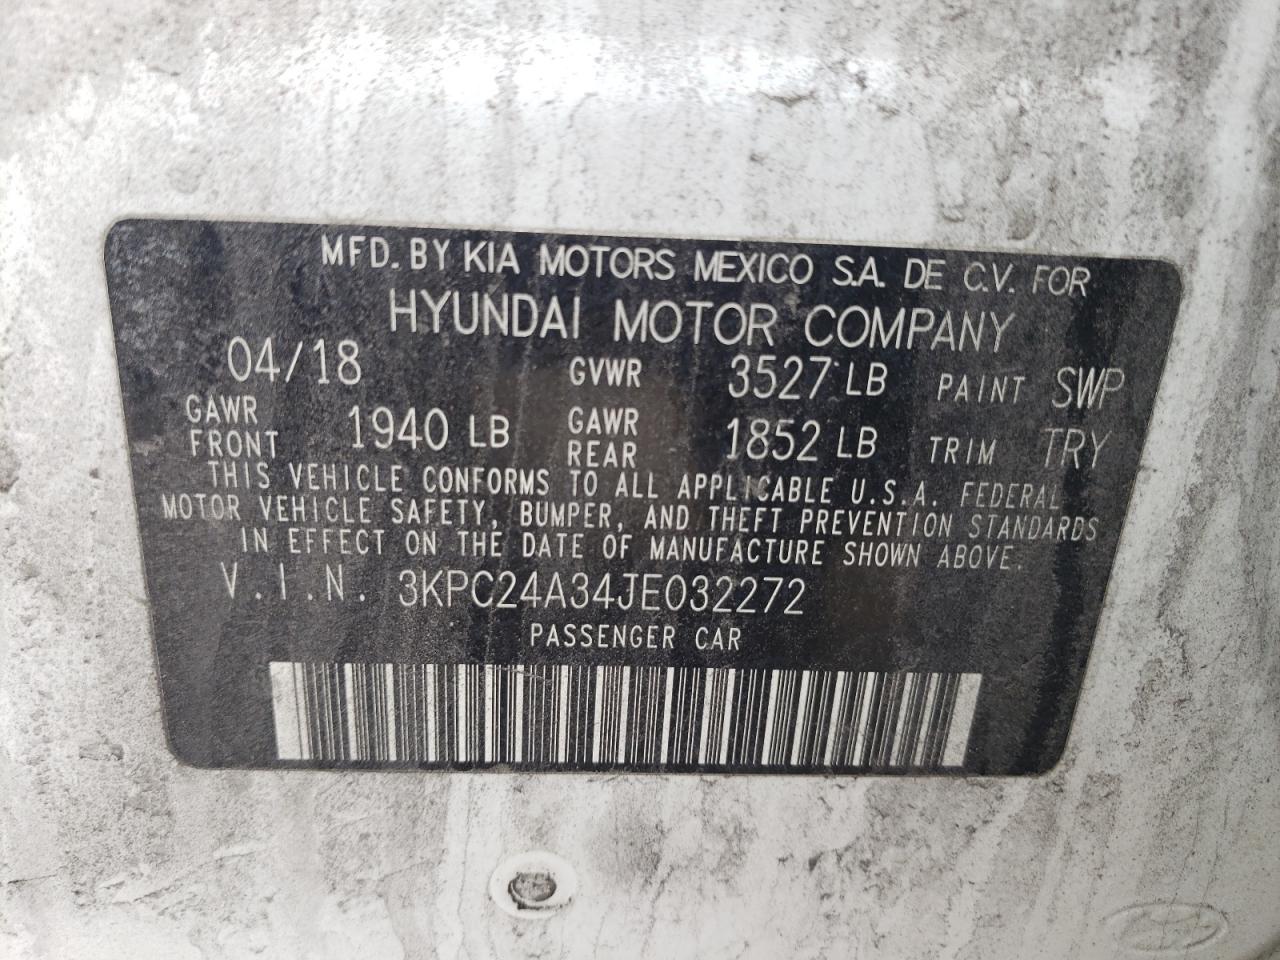 MFD. BY KIA MOTORS MEXICO S.A. DE C.V. FOR
HYUNDAI MOTOR COMPANY
04/18 GVWR 3527 LB PAINT SWP
GAWR FRONT 1940 LB GAWR REAR 1852 LB TRIM TRY
THIS VEHICLE CONFORMS TO ALL APPLICABLE U.S.A. FEDERAL
MOTOR VEHICLE SAFETY, BUMPER, AND THEFT PREVENTION STANDARDS
IN EFFECT ON THE DATE OF MANUFACTURE SHOWN ABOVE.
V.I.N. 3KPC24A34JE032272
PASSENGER CAR